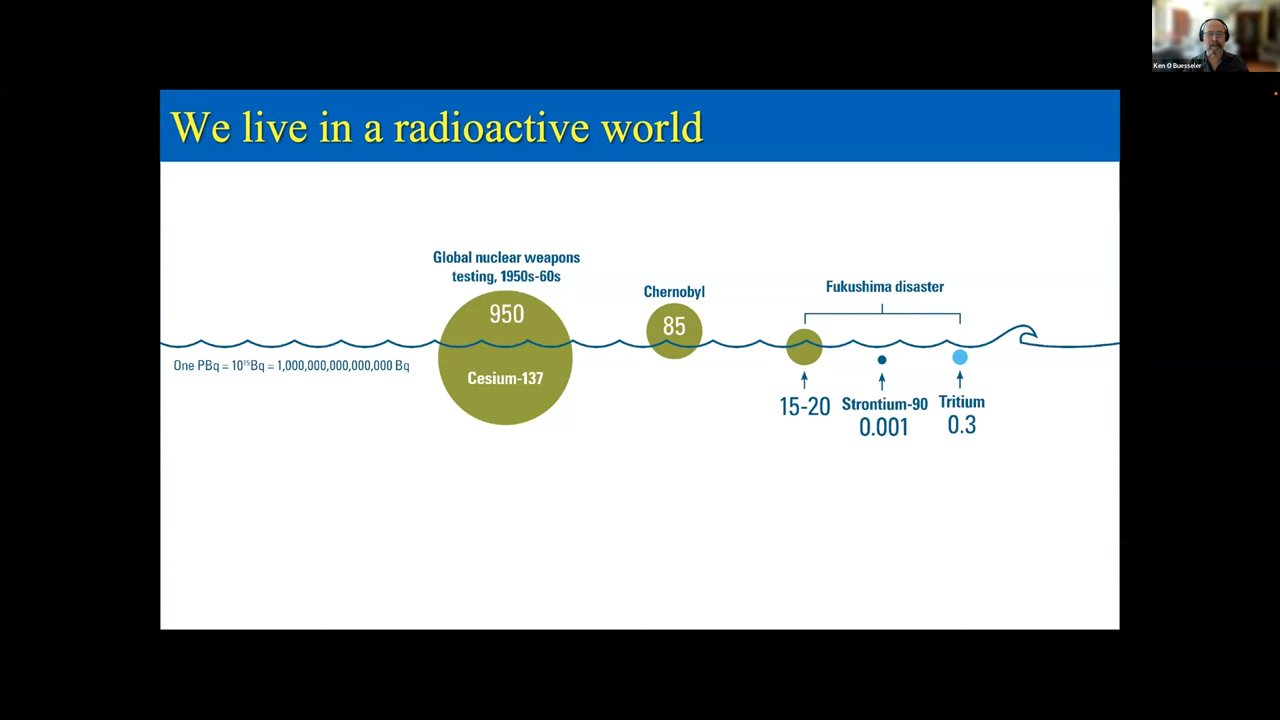 Ken O Buesseler
We live in a radioactive world
Global nuclear weapons
testing, 1950s-60s
950
Cesium-137
Chernobyl
85
Fukushima disaster
One PBq = 10¹⁵Bq = 1,000,000,000,000,000 Bq
15-20
Strontium-90
0.001
Tritium
0.3